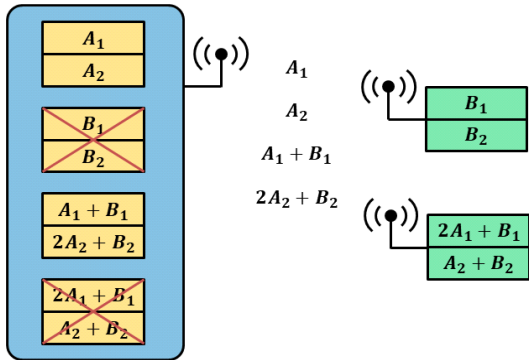 A₁
A₂
B₁
B₂
A₁ + B₁
2A₂ + B₂
2A₁ + B₁
A₂ + B₂
A₁
A₂
A₁ + B₁
2A₂ + B₂
B₁
B₂
2A₁ + B₁
A₂ + B₂